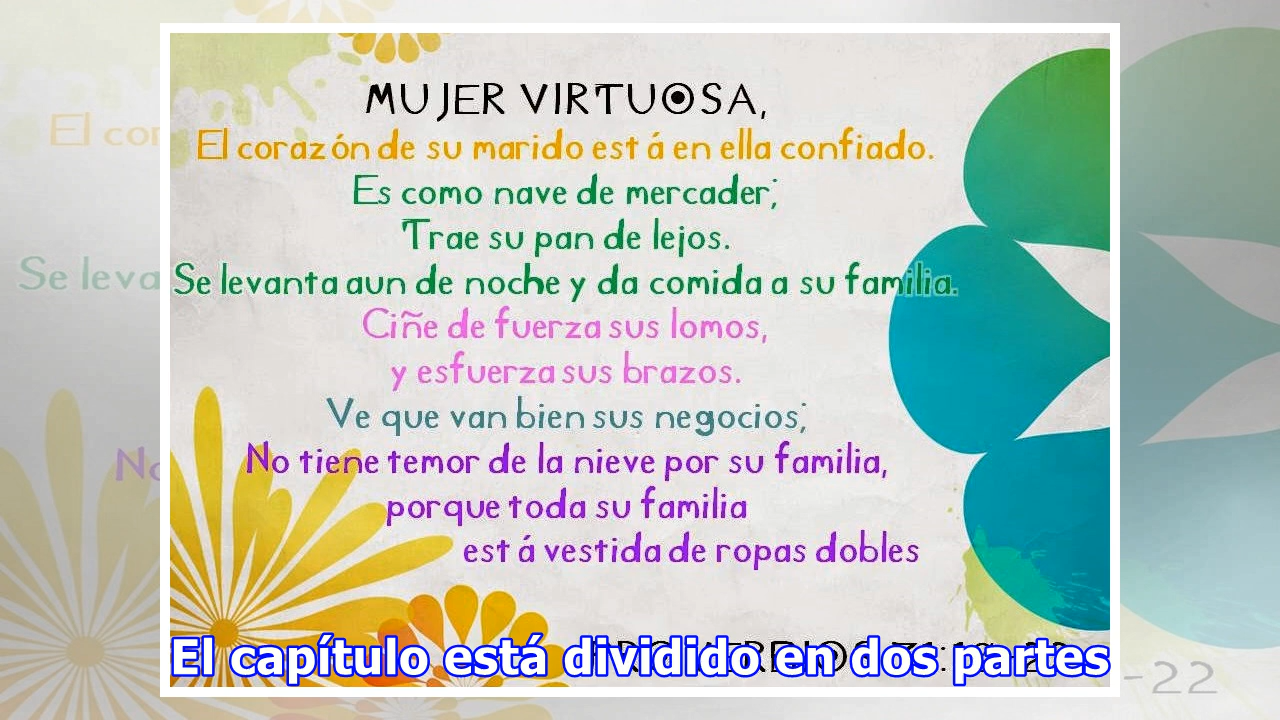 MUJER VIRTUOSA,
El corazón de su marido está en ella confiado.
Es como nave de mercader;
Trae su pan de lejos.
Se levanta aun de noche y da comida a su familia.
Ciñe de fuerza sus lomos,
y esfuerza sus brazos.
Ve que van bien sus negocios;
No tiene temor de la nieve por su familia,
porque toda su familia
está vestida de ropas dobles
El capítulo está dividido en dos partes
-22